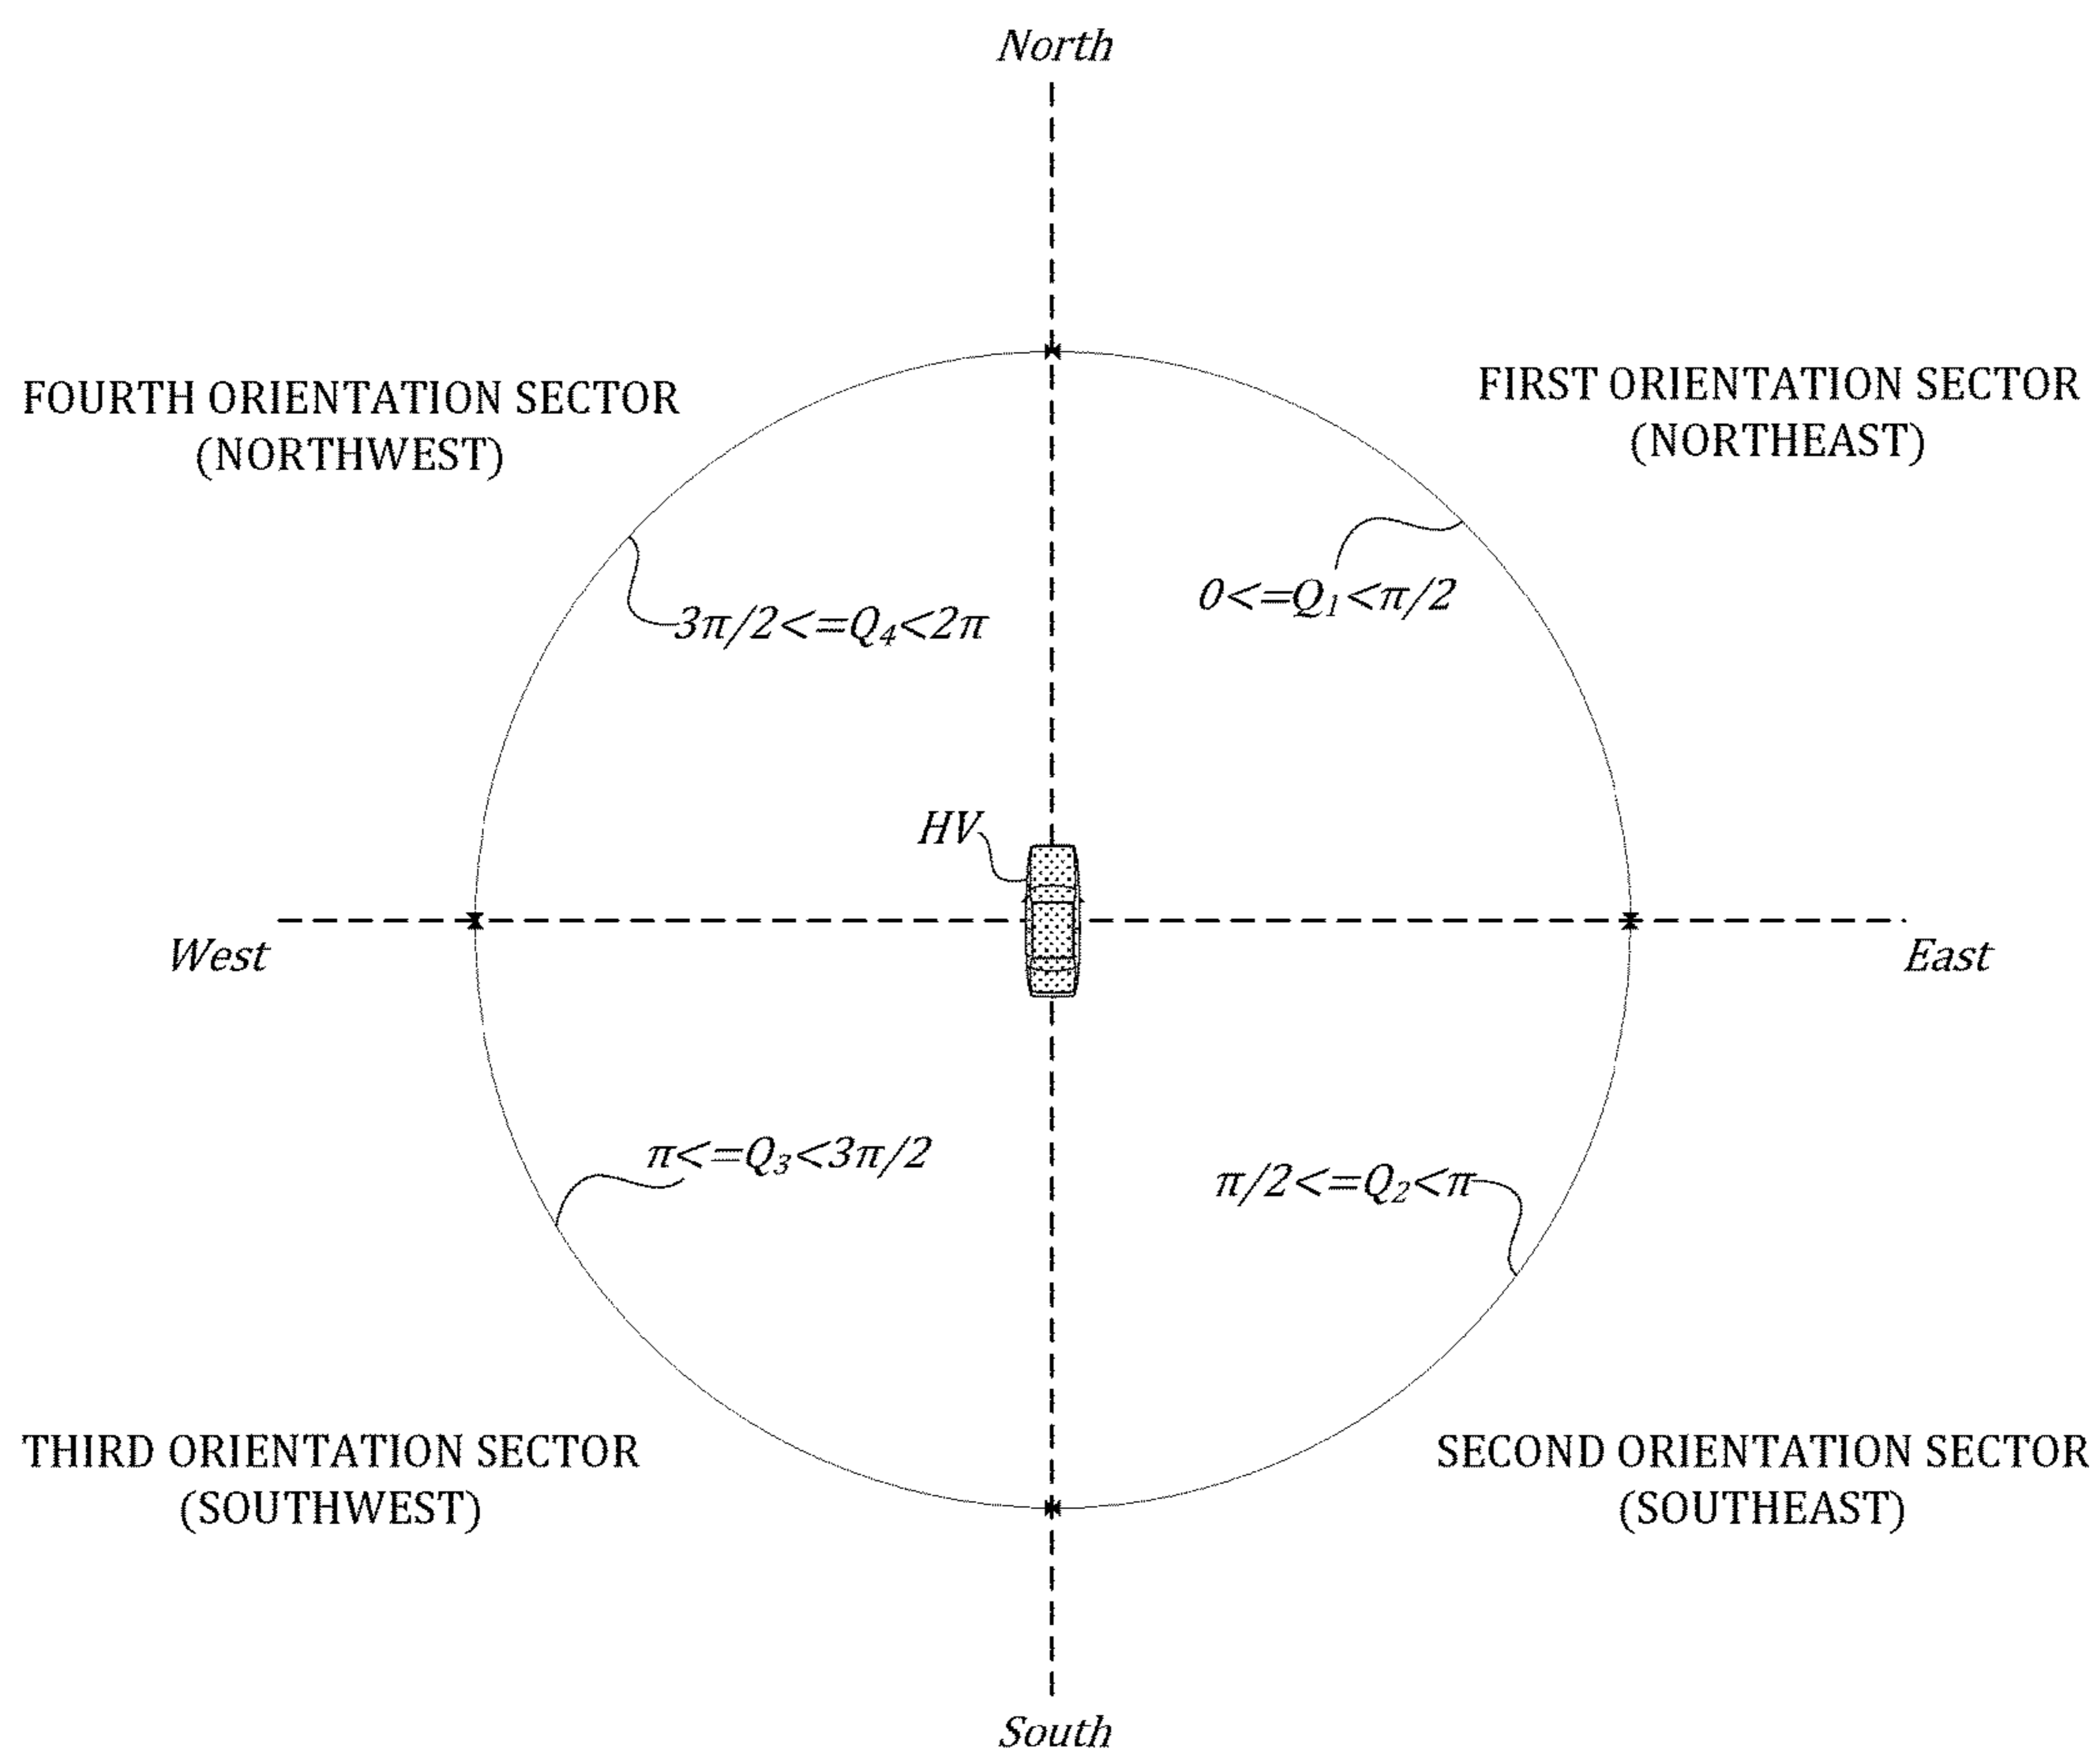 North
FOURTH ORIENTATION SECTOR
(NORTHWEST)
FIRST ORIENTATION SECTOR
(NORTHEAST)
0<=Q₁<π/2
3π/2<=Q₄<2π
HV
West
East
π<=Q₃<3π/2
π/2<=Q₂<π
THIRD ORIENTATION SECTOR
(SOUTHWEST)
SECOND ORIENTATION SECTOR
(SOUTHEAST)
South